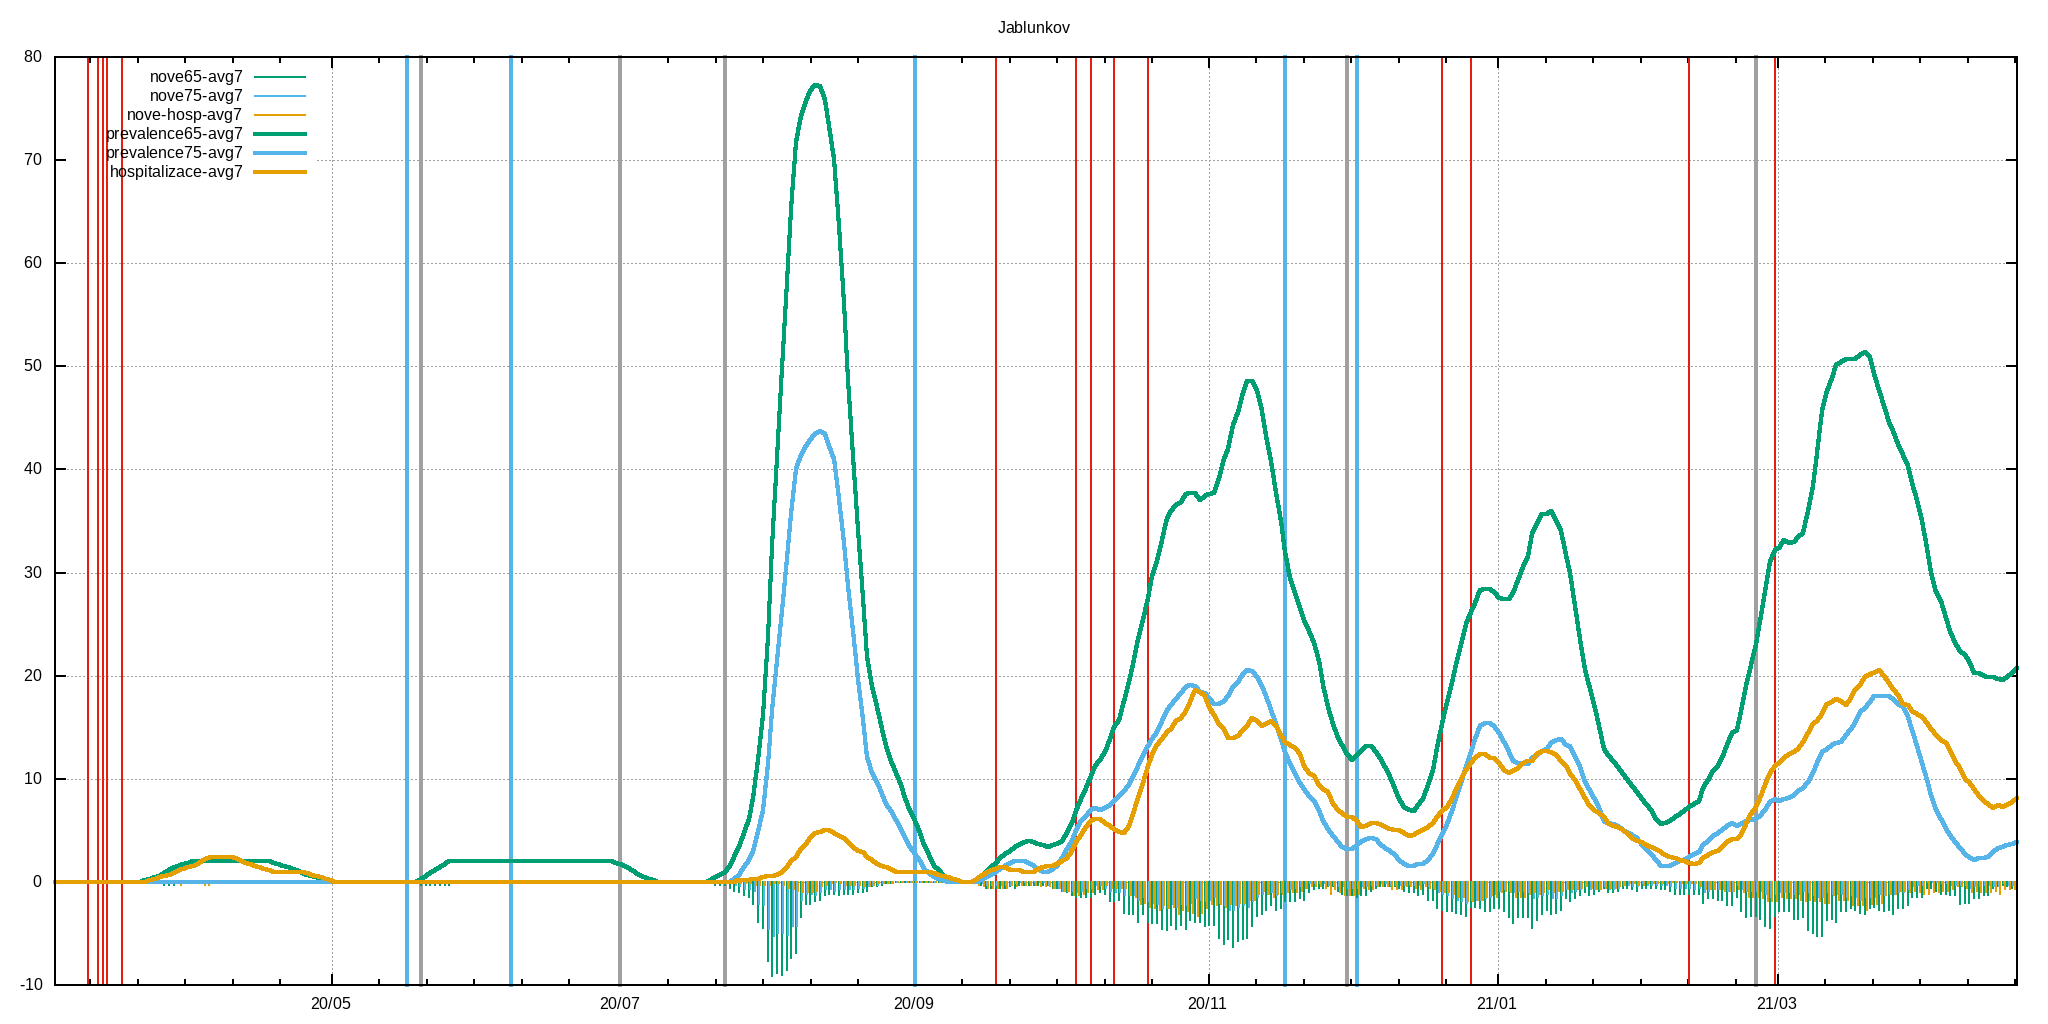 Jablunkov
80
70
60
50
40
30
20
10
0
-10
nove65-avg7
nove75-avg7
nove-hosp-avg7
prevalence65-avg7
prevalence75-avg7
hospitalizace-avg7
20/05 20/07 20/09 20/11 21/01 21/03